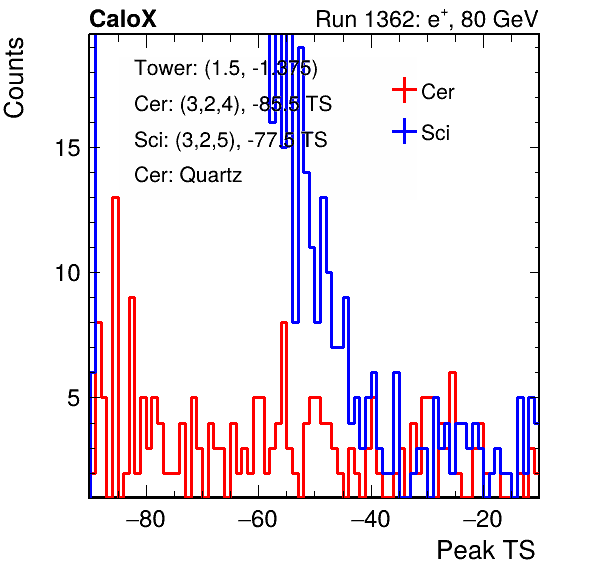 CaloX Run 1362: e⁺, 80 GeV
Counts
Tower: (1.5, -1.375)
Cer: (3,2,4), -85.5 TS
Sci: (3,2,5), -77.5 TS
Cer: Quartz
Cer
Sci
15
10
5
−80 −60 −40 −20
Peak TS